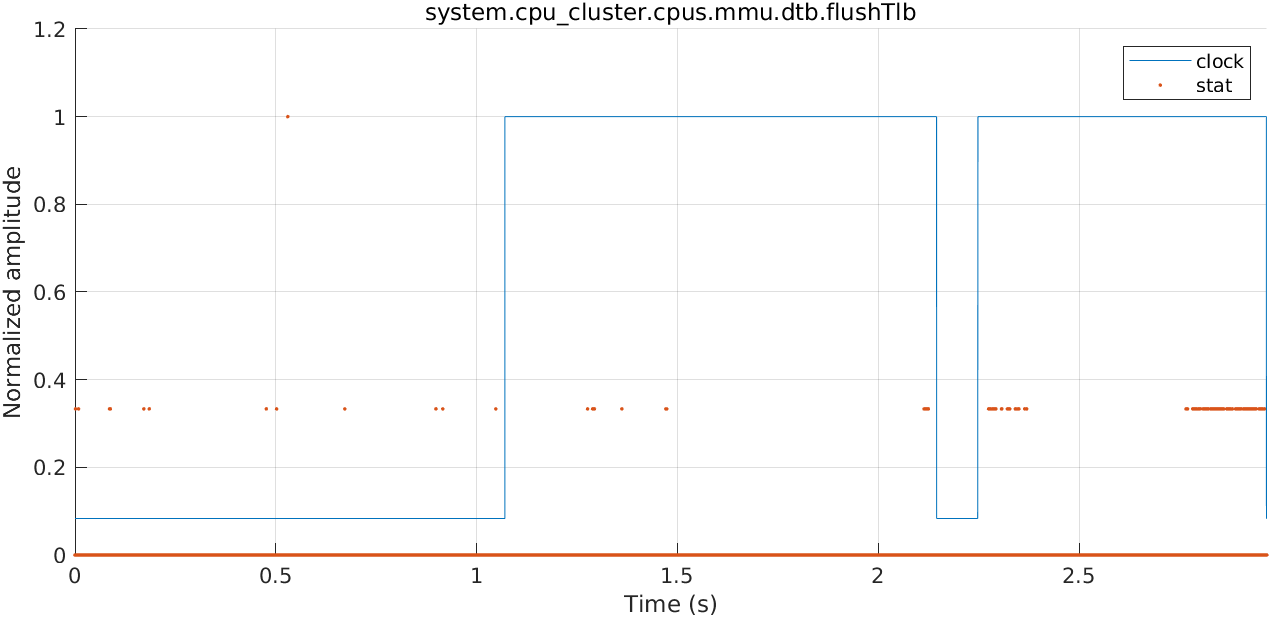 system.cpu_cluster.cpus.mmu.dtb.flushTlb
1.2
1
0.8
0.6
0.4
0.2
0
Normalized amplitude
clock
stat
0 0.5 1 1.5 2 2.5
Time (s)